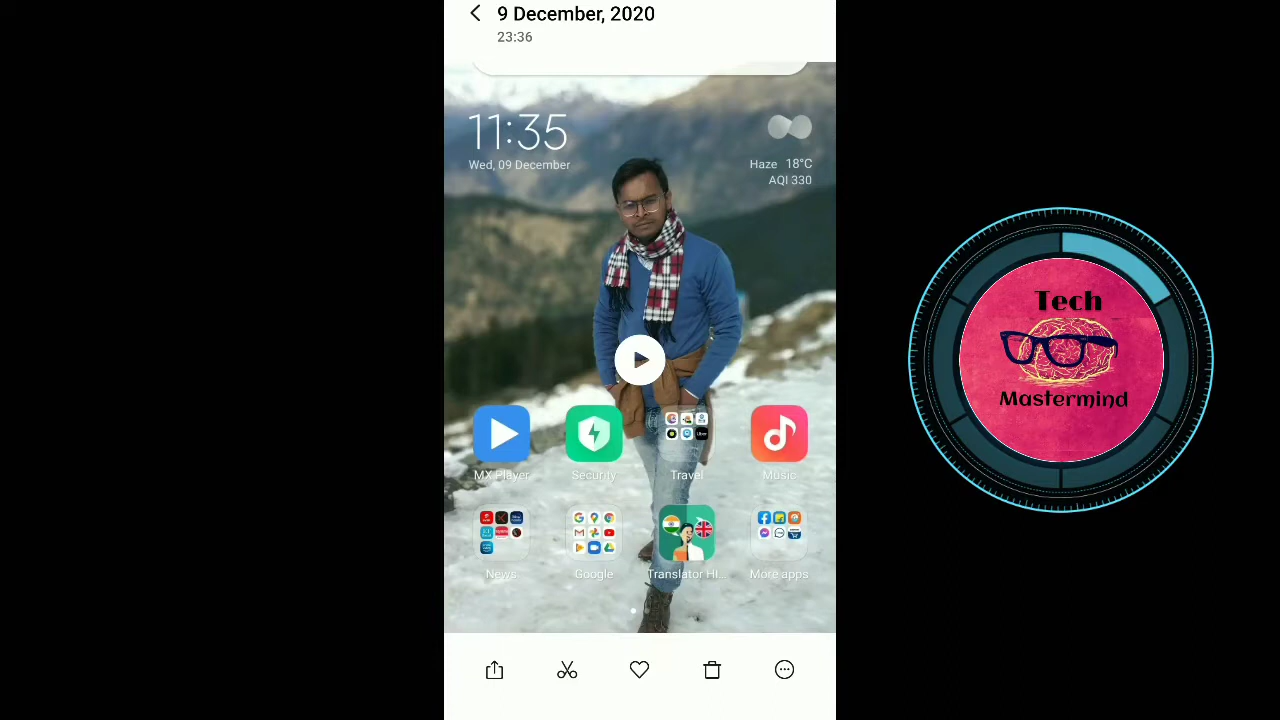 9 December, 2020
23:36
11:35
Wed, 09 December
Haze 18°C
AQI 330
MX Player
Security
Travel
Music
News
Google
Translator HI...
More apps
Tech
Mastermind